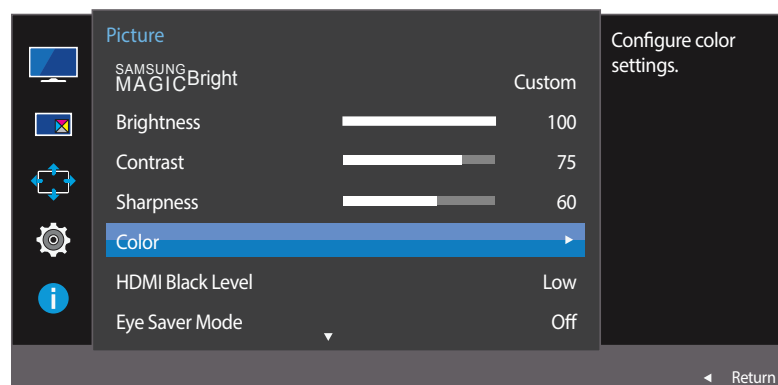 Picture
SAMSUNG
MAGICBright Custom
Brightness 100
Contrast 75
Sharpness 60
Color
HDMI Black Level Low
Eye Saver Mode Off
Configure color
settings.
Return